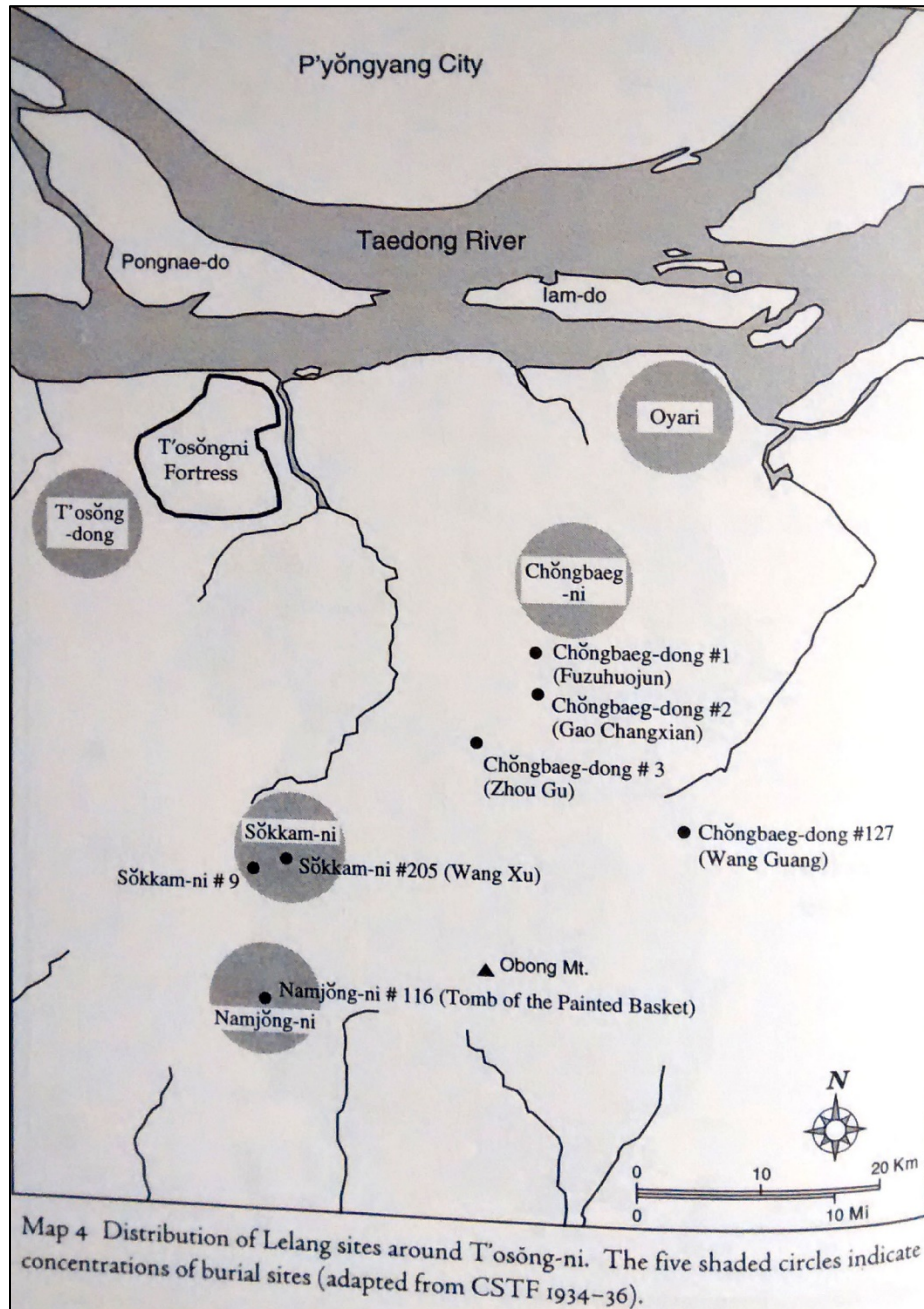 P'yŏngyang City
Taedong River
Pongnae-do
Iam-do
Oyari
T'osŏngni
Fortress
T'osŏng
-dong
Chŏngbaeg
-ni
Chŏngbaeg-dong #1
(Fuzuhuojun)
Chŏngbaeg-dong #2
(Gao Changxian)
Chŏngbaeg-dong # 3
(Zhou Gu)
Sŏkkam-ni
Sŏkkam-ni #205 (Wang Xu)
Sŏkkam-ni # 9
Chŏngbaeg-dong #127
(Wang Guang)
Obong Mt.
Namjŏng-ni # 116 (Tomb of the Painted Basket)
Namjŏng-ni
N
0 10 20 Km
0 10 Mi
Map 4 Distribution of Lelang sites around T'osŏng-ni. The five shaded circles indicate
concentrations of burial sites (adapted from CSTF 1934–36).